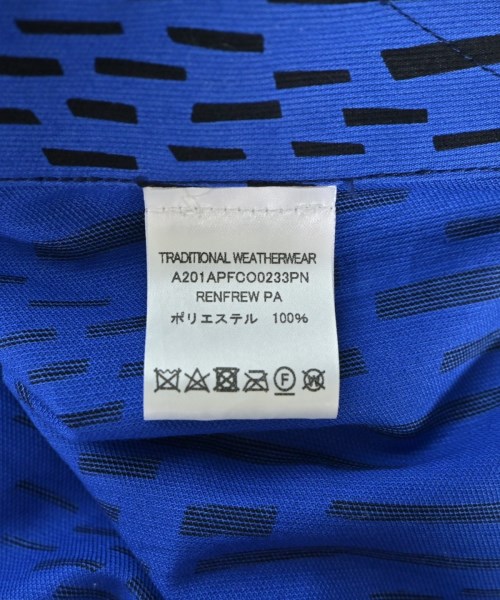 TRADITIONAL WEATHERWEAR
A201APFCO0233PN
RENFREW PA
ポリエステル 100%
F W